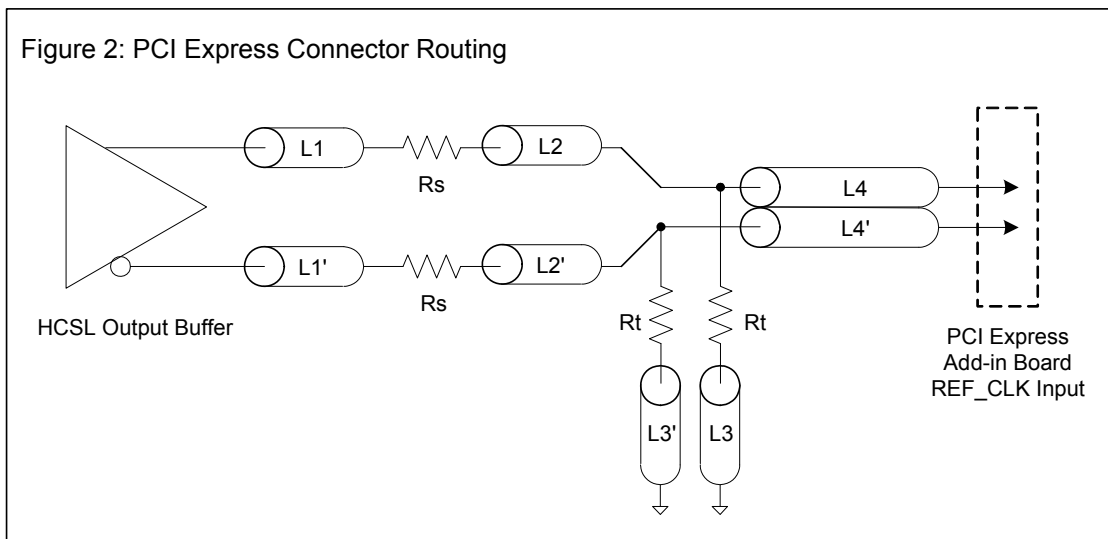 Figure 2: PCI Express Connector Routing
L1
Rs
L2
L4
L4'
L1'
Rs
L2'
HCSL Output Buffer
Rt
Rt
L3'
L3
PCI Express
Add-in Board
REF_CLK Input